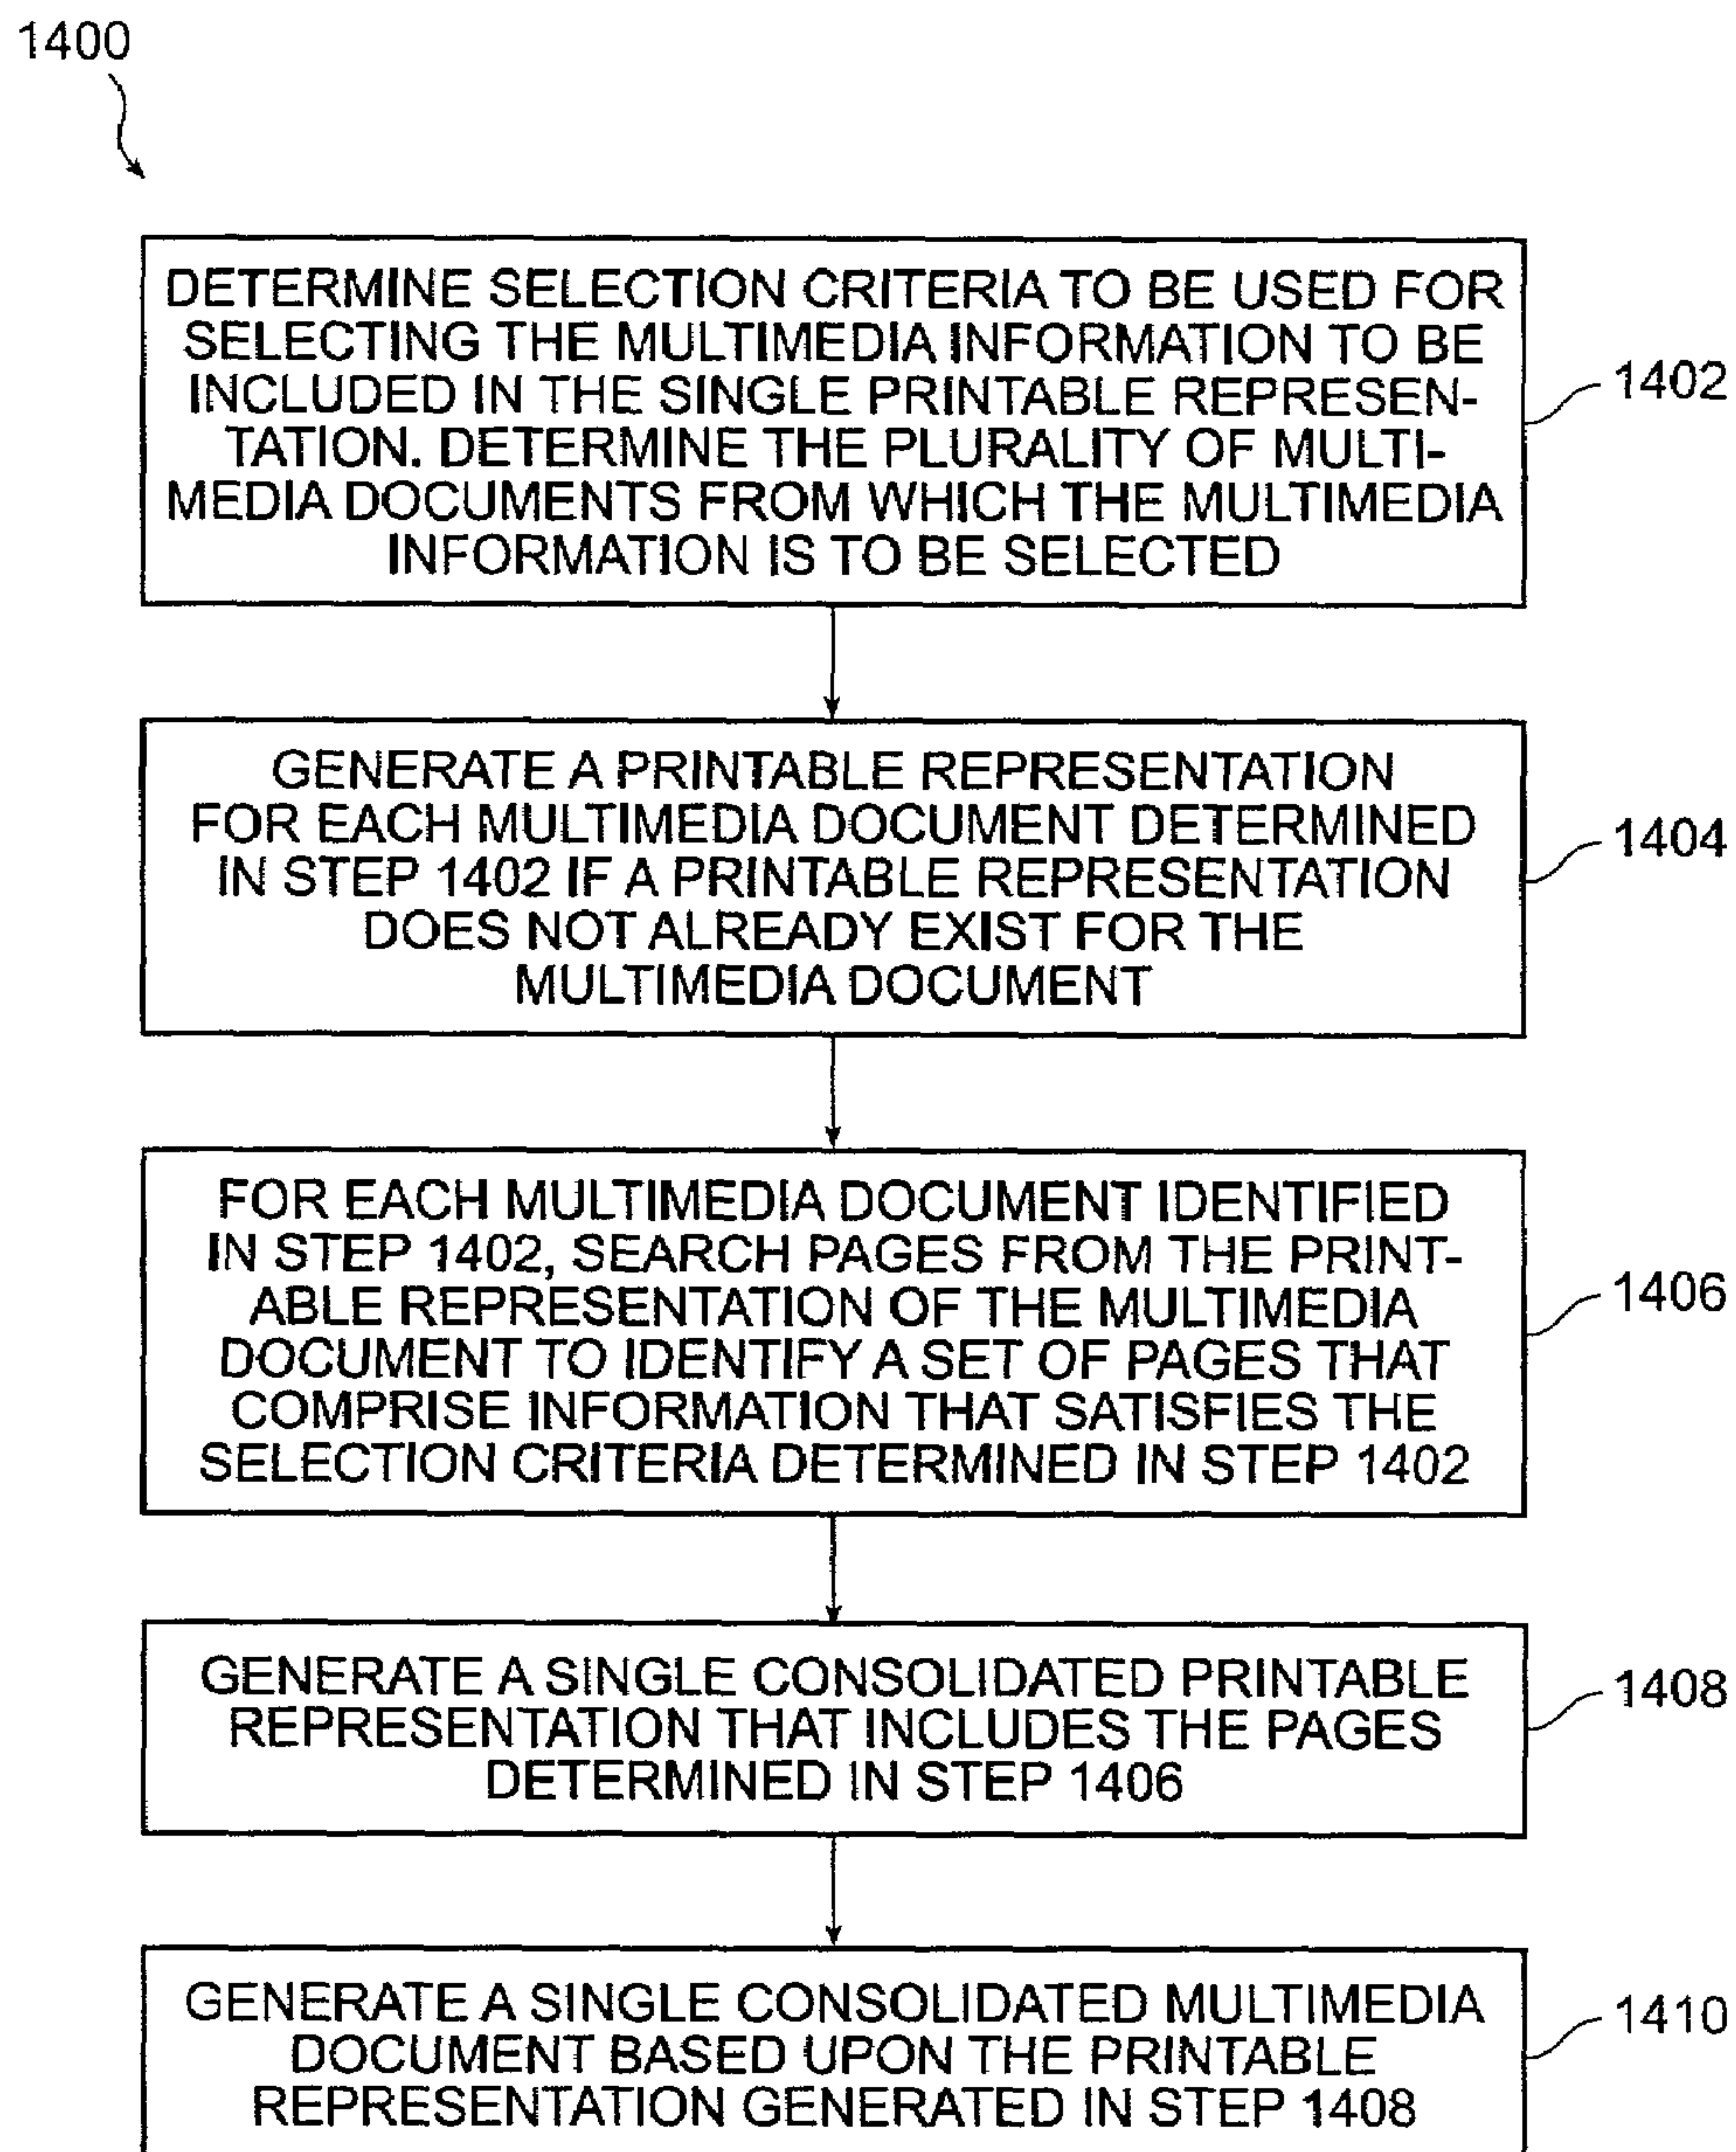 1400
DETERMINE SELECTION CRITERIA TO BE USED FOR
SELECTING THE MULTIMEDIA INFORMATION TO BE
INCLUDED IN THE SINGLE PRINTABLE REPRESEN-
TATION. DETERMINE THE PLURALITY OF MULTI-
MEDIA DOCUMENTS FROM WHICH THE MULTIMEDIA
INFORMATION IS TO BE SELECTED
1402
GENERATE A PRINTABLE REPRESENTATION
FOR EACH MULTIMEDIA DOCUMENT DETERMINED
IN STEP 1402 IF A PRINTABLE REPRESENTATION
DOES NOT ALREADY EXIST FOR THE
MULTIMEDIA DOCUMENT
1404
FOR EACH MULTIMEDIA DOCUMENT IDENTIFIED
IN STEP 1402, SEARCH PAGES FROM THE PRINT-
ABLE REPRESENTATION OF THE MULTIMEDIA
DOCUMENT TO IDENTIFY A SET OF PAGES THAT
COMPRISE INFORMATION THAT SATISFIES THE
SELECTION CRITERIA DETERMINED IN STEP 1402
1406
GENERATE A SINGLE CONSOLIDATED PRINTABLE
REPRESENTATION THAT INCLUDES THE PAGES
DETERMINED IN STEP 1406
1408
GENERATE A SINGLE CONSOLIDATED MULTIMEDIA
DOCUMENT BASED UPON THE PRINTABLE
REPRESENTATION GENERATED IN STEP 1408
1410